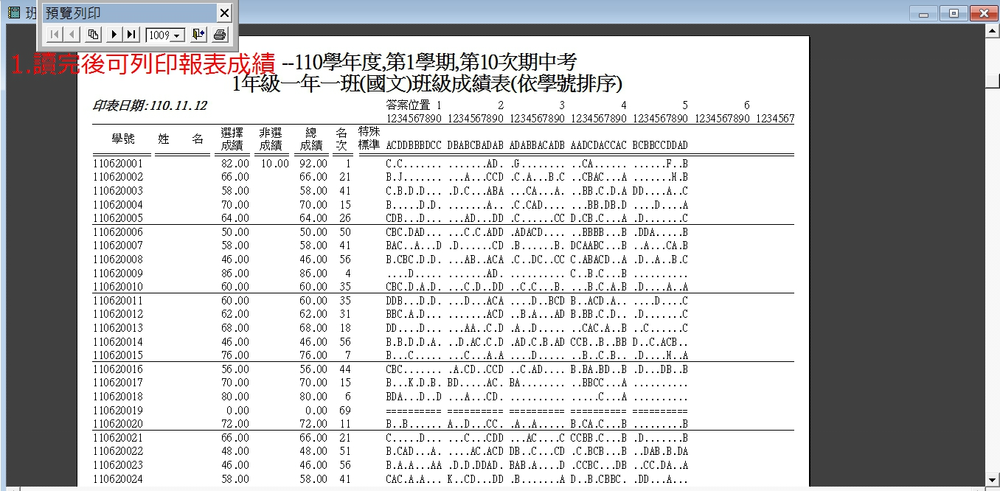 班
預覽列印
1009
1.讀完後可列印報表成績 --110學年度,第1學期,第10次期中考
1年級一年一班(國文)班級成績表(依學號排序)
印表日期:110.11.12
答案位置 1 2 3 4 5 6
1234567890 1234567890 1234567890 1234567890 1234567890 1234567890 1234567
學號 姓 名 選擇成績 非選成績 總成績 名次 特殊標準 ACDDBBBDCC DBABCBADAB ADABBACADB AADCDACCAC BCBBCCDDAD
110620001 82.00 10.00 92.00 1 C.C....... .......AD. .G........ ..CA...... ......F..B
110620002 66.00 66.00 21 B.J....... ...A...CCD .C.A...B.C ..CBAC...A .......H.B
110620003 58.00 58.00 41 C.B.D.D... .D.C...ABA ...CA...A. ..BB.C.D.A DD....A..C
110620004 70.00 70.00 15 B.....D.D. .......A.. .C.CAD.... ...BB.DB.D ....D....A
110620005 64.00 64.00 26 CDB...D... ...AD...DD .C......CC D.CB.C...A .D.......C
110620006 50.00 50.00 50 CBC.DAD... ...C.C.ADD .ADACD.... ..BBBB...B .DDA.....B
110620007 58.00 58.00 41 BAC..A...D .D......CD .B......B. DCAABC...B ..A...CA.B
110620008 46.00 46.00 56 B.CBC.D.D. ...AB..ACA .C..DC..CC C.ABACD..A .D..A..B.C
110620009 86.00 86.00 4 ....D..... .......AD. .......... C..B.C...B ..........
110620010 60.00 60.00 35 CBC.D.A.D. ...C.D..DD ..C.C...B. ...B.C.A.B .D....A..A
110620011 60.00 60.00 35 DDB...D.D. ...D...ACA ....D..BCD B..ACD.A.. ....D....C
110620012 62.00 62.00 31 BBC.A.D... .......ACD ..B.A...AD B.BB.C.D.. .D.......C
110620013 68.00 68.00 18 DD....D... ...AA..C.D .A..D..... ..CAC.A..B ..C......C
110620014 46.00 46.00 56 B.B.D.D.A. ..D.AC.C.D .AD.C.B.AD CCB..B..BB D..C.ACB..
110620015 76.00 76.00 7 B...C..... ...C...A.A ....D..... ..B..C.B.. ....D..H.A
110620016 56.00 56.00 44 CBC....... .A.CD..CCD ..C.AD.... B.BA.BD..B .D...DB..B
110620017 70.00 70.00 15 B...K.D.B. BD.....AC. BA........ ..BBCC...A ..........
110620018 80.00 80.00 6 BDA...D..D ...A...CD. .......... .....C...A ..........
110620019 0.00 0.00 69 ========== ========== ========== ========== ==========
110620020 72.00 72.00 11 B..B...... A..D...CC. .A..A..... B.CA.C...B .........B
110620021 66.00 66.00 21 C.....D... ...C...CDD ...AC....C CCBB.C...B .D.......B
110620022 48.00 48.00 51 B.CAD...A. ....AC.ACD DB..C...CD .C.BCB...B ..DAB.B.DA
110620023 46.00 46.00 56 B.A.A...AA .D.D.DDAD. BAB.A....D .CCBC...DB ..CC.DA..A
110620024 58.00 58.00 41 CAC.A.A... K..CD...DD .B.......A D..B.CBBC. .DD...A...